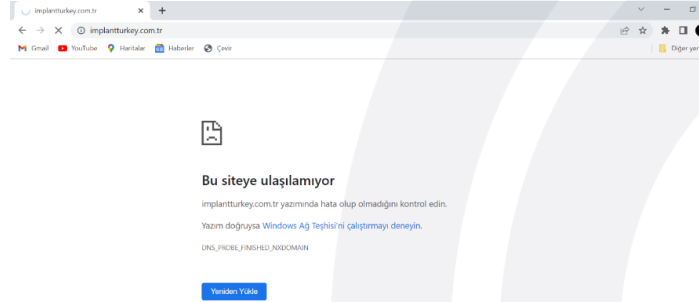 implantturkey.com.tr
implantturkey.com.tr
Gmail YouTube Haritalar Haberler Çevir Diğer yer
Bu siteye ulaşılamıyor
implantturkey.com.tr yazımında hata olup olmadığını kontrol edin.
Yazım doğruysa Windows Ağ Teşhisi'ni çalıştırmayı deneyin.
DNS_PROBE_FINISHED_NXDOMAIN
Yeniden Yükle